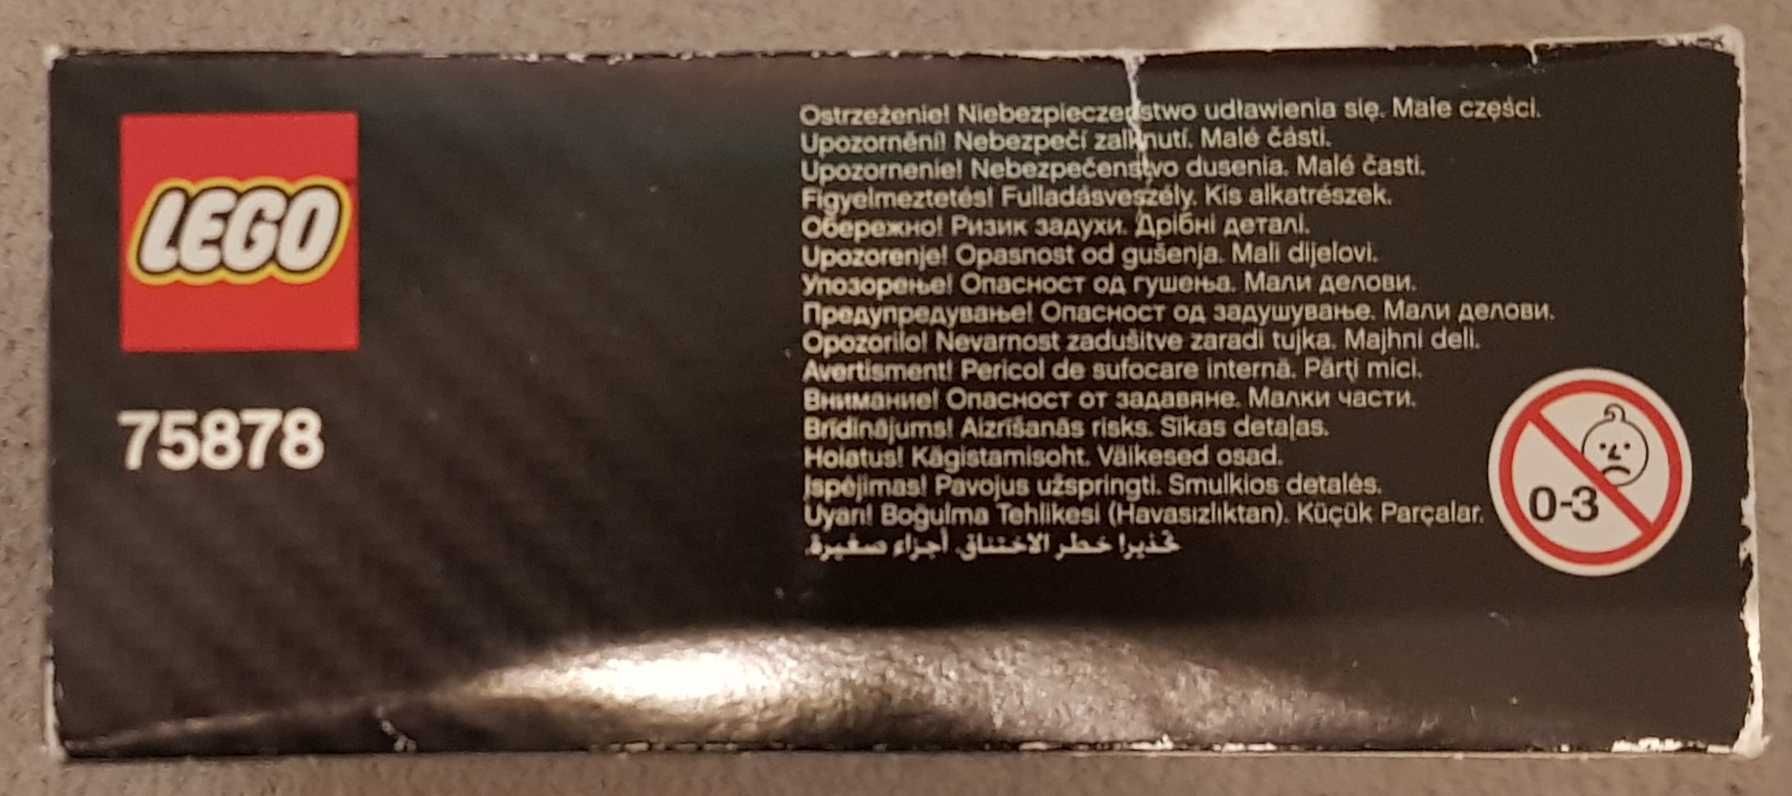 LEGO
75878
Ostrzeżenie! Niebezpieczeństwo udławienia się. Małe części.
Upozornění! Nebezpečí zalknutí. Malé části.
Upozornenie! Nebezpečenstvo dusenia. Malé časti.
Figyelmeztetés! Fulladásveszély. Kis alkatrészek.
Обережно! Ризик задухи. Дрібні деталі.
Upozorenje! Opasnost od gušenja. Mali dijelovi.
Упозорење! Опасност од гушења. Мали делови.
Предупредување! Опасност од задушување. Мали делови.
Opozorilo! Nevarnost zadušitve zaradi tujka. Majhni deli.
Avertisment! Pericol de sufocare internă. Părți mici.
Внимание! Опасност от задавяне. Малки части.
Brīdinājums! Aizrīšanās risks. Sīkas detaļas.
Hoiatus! Kägistamisoht. Väikesed osad.
Įspėjimas! Pavojus užspringti. Smulkios detalės.
Uyarı! Boğulma Tehlikesi (Havasızlıktan). Küçük Parçalar.
تحذير! خطر الاختناق. أجزاء صغيرة.
0-3